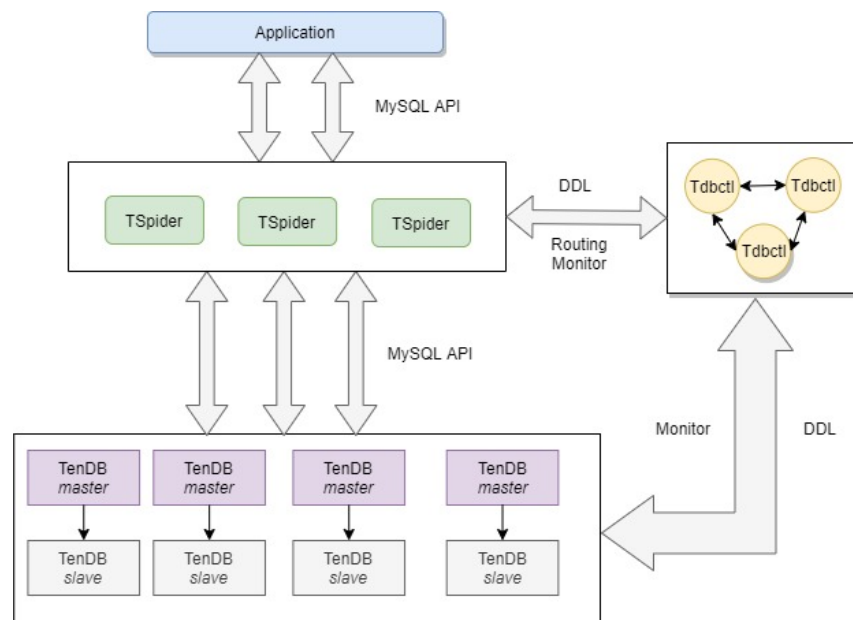 Application
MySQL API
TSpider
TSpider
TSpider
DDL
Routing
Monitor
Tdbctl
Tdbctl
Tdbctl
MySQL API
Monitor
DDL
TenDB
master
TenDB
master
TenDB
master
TenDB
master
TenDB
slave
TenDB
slave
TenDB
slave
TenDB
slave